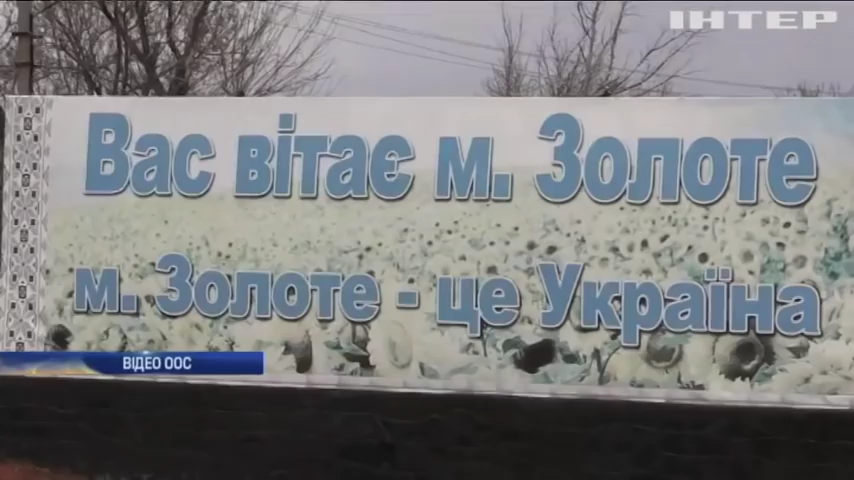 ІНТЕР
Вас вітає м. Золоте
м. Золоте - це Україна
ВІДЕО ООС